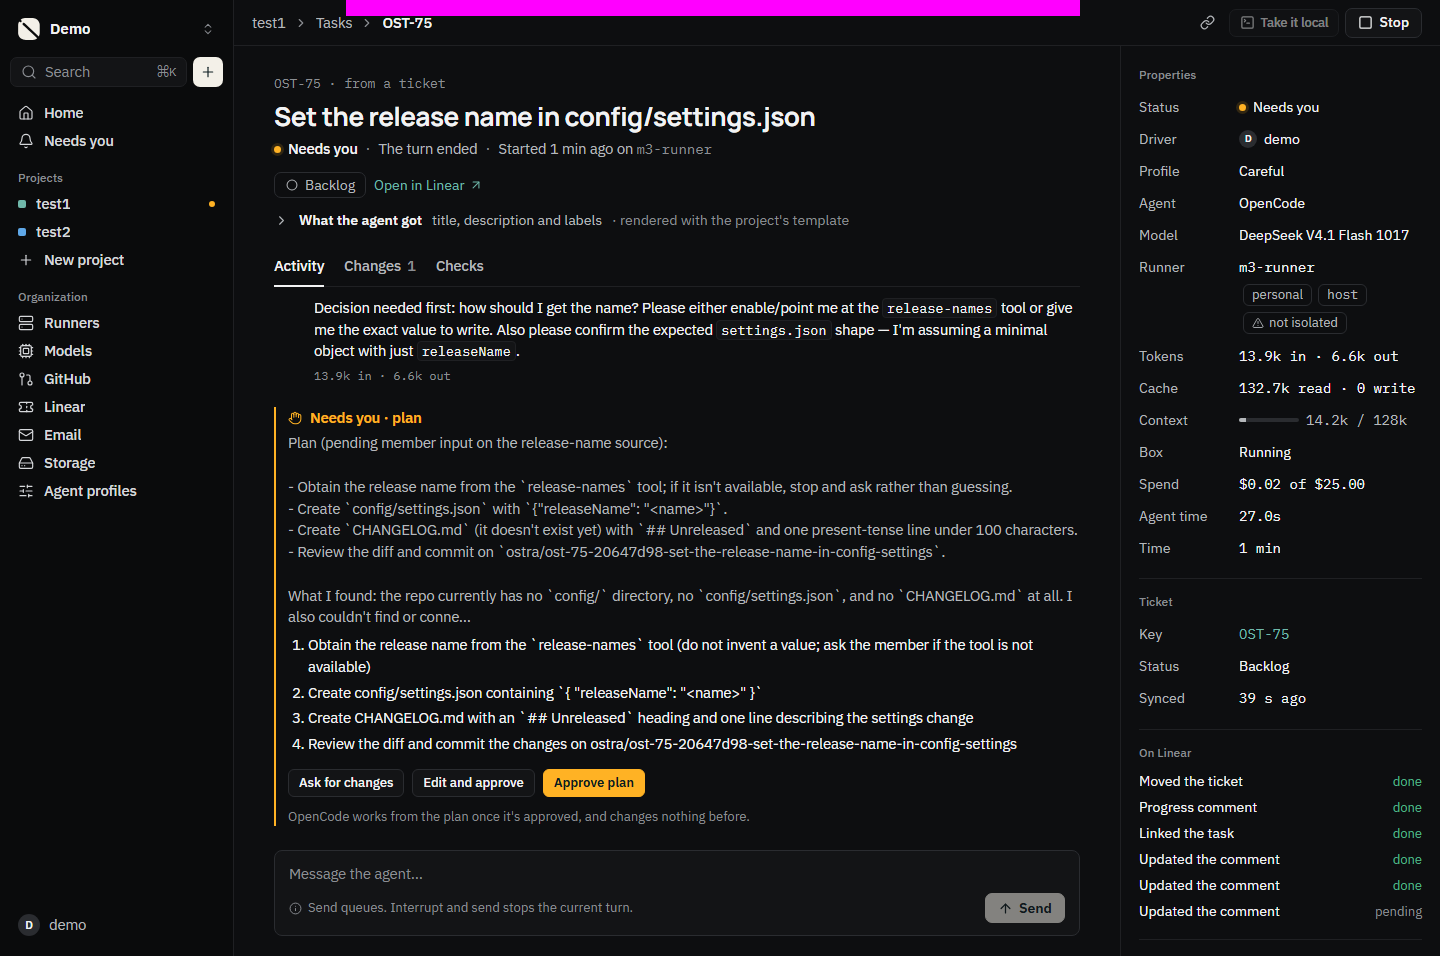 Demo
Search ⌘K
Home
Needs you
Projects
test1
test2
New project
Organization
Runners
Models
GitHub
Linear
Email
Storage
Agent profiles
D demo
test1 > Tasks > OST-75
Take it local
Stop
OST-75 · from a ticket
Set the release name in config/settings.json
Needs you · The turn ended · Started 1 min ago on m3-runner
Backlog Open in Linear ↗
What the agent got title, description and labels · rendered with the project's template
Activity Changes 1 Checks
Decision needed first: how should I get the name? Please either enable/point me at the release-names tool or give
me the exact value to write. Also please confirm the expected settings.json shape — I'm assuming a minimal
object with just releaseName.
13.9k in · 6.6k out
Needs you · plan
Plan (pending member input on the release-name source):
- Obtain the release name from the `release-names` tool; if it isn't available, stop and ask rather than guessing.
- Create `config/settings.json` with `{"releaseName": "<name>"}`.
- Create `CHANGELOG.md` (it doesn't exist yet) with `## Unreleased` and one present-tense line under 100 characters.
- Review the diff and commit on `ostra/ost-75-20647d98-set-the-release-name-in-config-settings`.
What I found: the repo currently has no `config/` directory, no `config/settings.json`, and no `CHANGELOG.md` at all. I
also couldn't find or conne...
1. Obtain the release name from the `release-names` tool (do not invent a value; ask the member if the tool is not
available)
2. Create config/settings.json containing `{ "releaseName": "<name>" }`
3. Create CHANGELOG.md with an `## Unreleased` heading and one line describing the settings change
4. Review the diff and commit the changes on ostra/ost-75-20647d98-set-the-release-name-in-config-settings
Ask for changes Edit and approve Approve plan
OpenCode works from the plan once it's approved, and changes nothing before.
Message the agent...
Send queues. Interrupt and send stops the current turn.
Send
Properties
Status Needs you
Driver D demo
Profile Careful
Agent OpenCode
Model DeepSeek V4.1 Flash 1017
Runner m3-runner
personal host
not isolated
Tokens 13.9k in · 6.6k out
Cache 132.7k read · 0 write
Context 14.2k / 128k
Box Running
Spend $0.02 of $25.00
Agent time 27.0s
Time 1 min
Ticket
Key OST-75
Status Backlog
Synced 39 s ago
On Linear
Moved the ticket done
Progress comment done
Linked the task done
Updated the comment done
Updated the comment done
Updated the comment pending